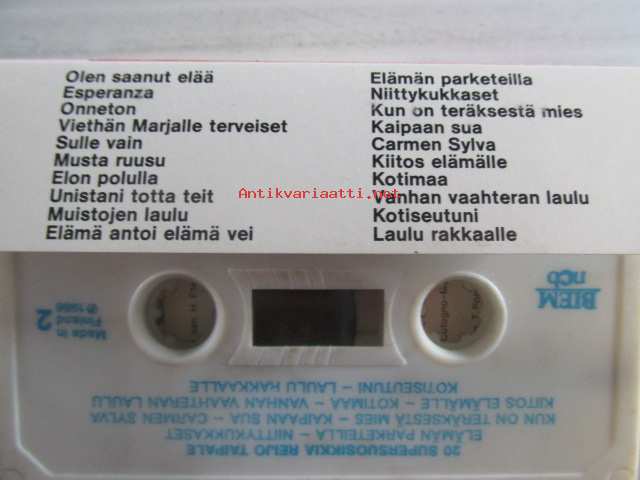 Olen saanut elää
Esperanza
Onneton
Viethän Marjalle terveiset
Sulle vain
Musta ruusu
Elon polulla
Unistani totta teit
Muistojen laulu
Elämä antoi elämä vei
Elämän parketeilla
Niittykukkaset
Kun on teräksestä mies
Kaipaan sua
Carmen Sylva
Kiitos elämälle
Kotimaa
Vanhan vaahteran laulu
Kotiseutuni
Laulu rakkaalle
Antikvariaatti.net
BIEM
nCb
2
Made in
Finland
℗ 1986
20 SUPERSUOSIKKIA REIJO TAIPALE
ELÄMÄN PARKETEILLA – NIITTYKUKKASET
KUN ON TERÄKSESTÄ MIES – KAIPAAN SUA – CARMEN SYLVA
KIITOS ELÄMÄLLE – KOTIMAA – VANHAN VAAHTERAN LAULU
KOTISEUTUNI – LAULU RAKKAALLE